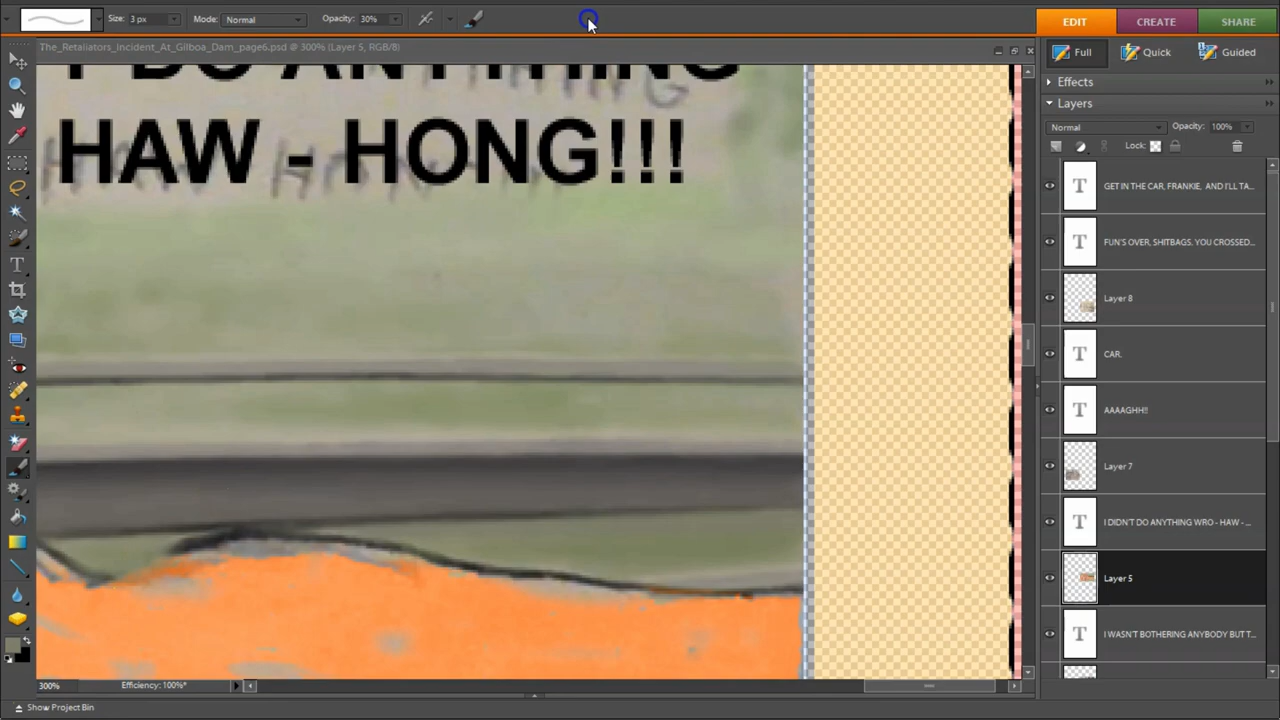 Size: 3 px Mode: Normal Opacity: 30%
EDIT CREATE SHARE
The_Retaliators_Incident_At_Gilboa_Dam_page6.psd @ 300% (Layer 5, RGB/8)
Full Quick Guided
Effects
Layers
Normal Opacity: 100%
Lock:
I DO ANYTHING
HAW - HONG!!!
GET IN THE CAR, FRANKIE, AND I'LL TA...
FUN'S OVER, SHITBAGS. YOU CROSSED...
Layer 8
CAR.
AAAAGHH!!
Layer 7
I DIDN'T DO ANYTHING WRO - HAW - ...
Layer 5
I WASN'T BOTHERING ANYBODY BUT T...
300% Efficiency: 100%*
Show Project Bin